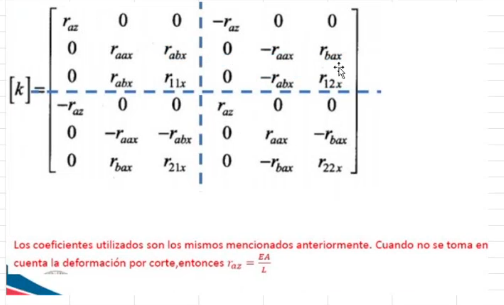 r_az 0 0 -r_az 0 0
0 r_aax r_abx 0 -r_aax r_bax
0 r_abx r_11x 0 -r_abx r_12x
[k]=
-r_az 0 0 r_az 0 0
0 -r_aax -r_abx 0 r_aax -r_bax
0 r_bax r_21x 0 -r_bax r_22x
Los coeficientes utilizados son los mismos mencionados anteriormente. Cuando no se toma en
cuenta la deformación por corte,entonces r_az = EA/L